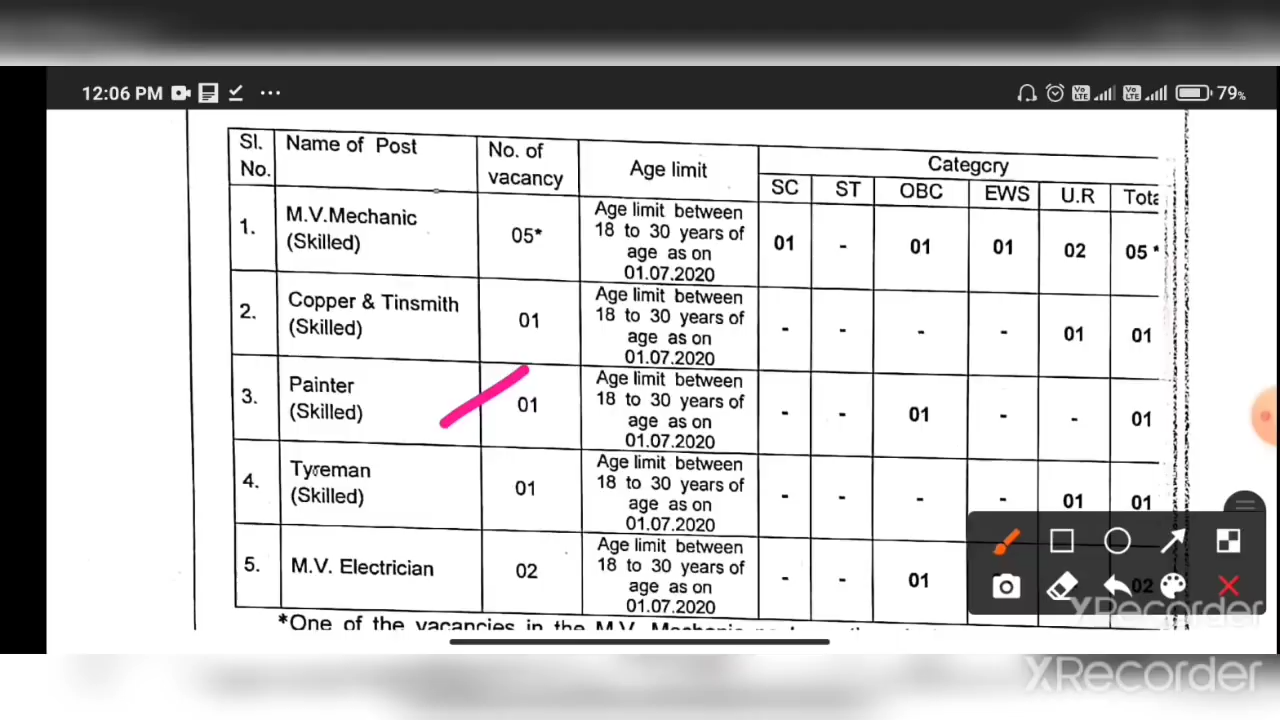 12:06 PM ... 79%
Sl. No. Name of Post No. of vacancy Age limit Categcry
SC ST OBC EWS U.R Tota
1. M.V.Mechanic (Skilled) 05* Age limit between 18 to 30 years of age as on 01.07.2020 01 - 01 01 02 05 *
2. Copper & Tinsmith (Skilled) 01 Age limit between 18 to 30 years of age as on 01.07.2020 - - - - 01 01
3. Painter (Skilled) 01 Age limit between 18 to 30 years of age as on 01.07.2020 - - 01 - - 01
4. Tyreman (Skilled) 01 Age limit between 18 to 30 years of age as on 01.07.2020 - - - - 01 01
5. M.V. Electrician 02 Age limit between 18 to 30 years of age as on 01.07.2020 - - 01 02
*One of the vacancies in the M.V. Mechanic
XRecorder
XRecorder